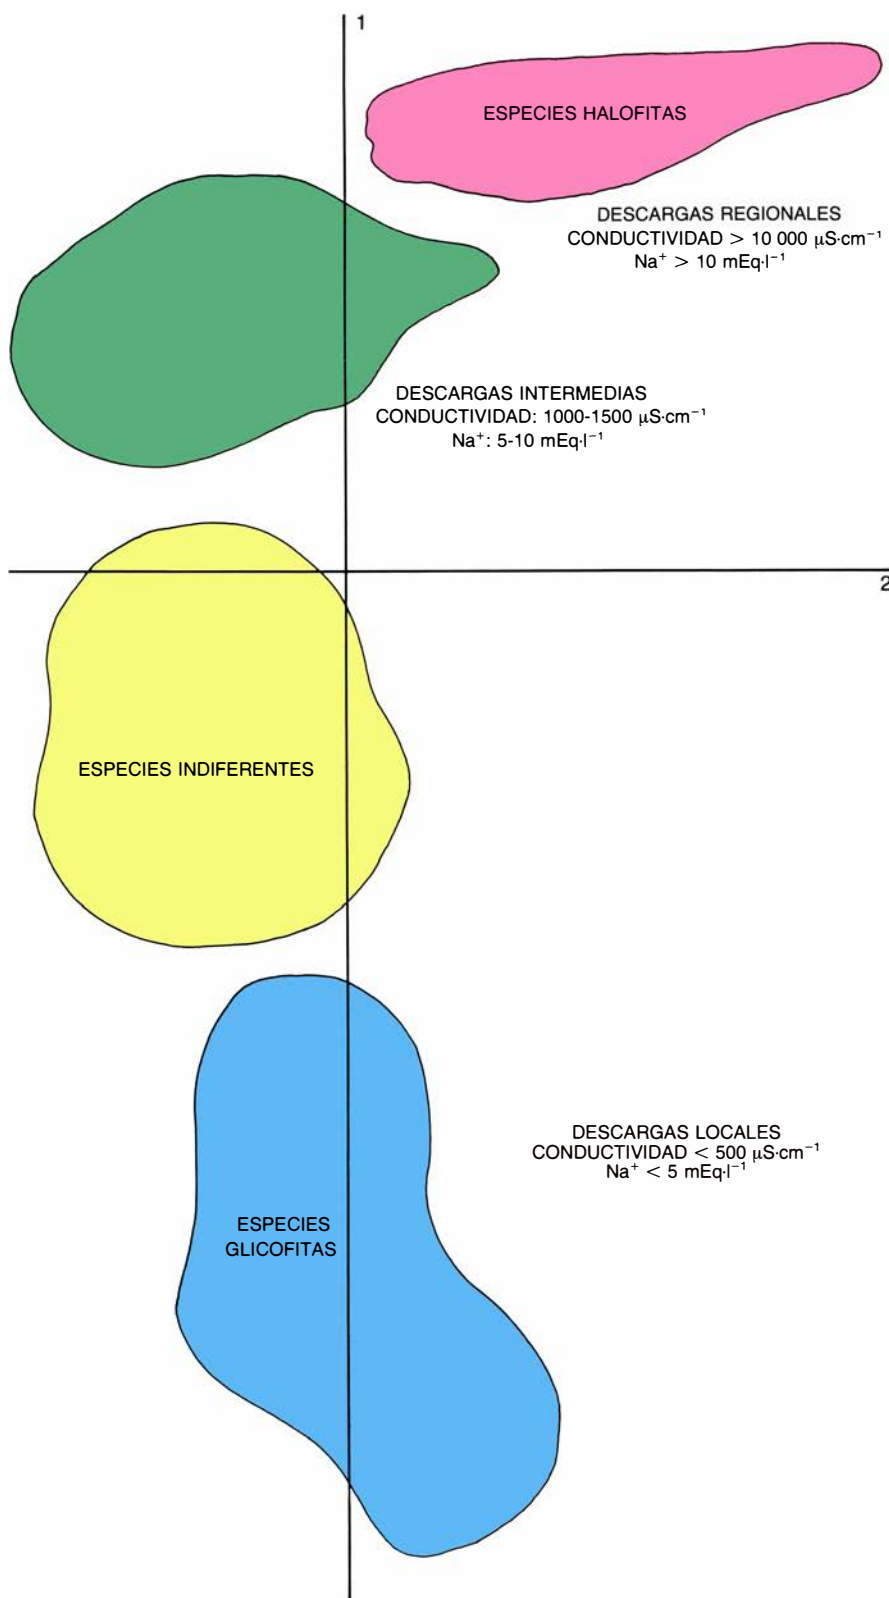 1
ESPECIES HALOFITAS
DESCARGAS REGIONALES
CONDUCTIVIDAD > 10 000 µS·cm⁻¹
Na⁺ > 10 mEq·l⁻¹
DESCARGAS INTERMEDIAS
CONDUCTIVIDAD: 1000-1500 µS·cm⁻¹
Na⁺: 5-10 mEq·l⁻¹
2
ESPECIES INDIFERENTES
DESCARGAS LOCALES
CONDUCTIVIDAD < 500 µS·cm⁻¹
Na⁺ < 5 mEq·l⁻¹
ESPECIES
GLICOFITAS